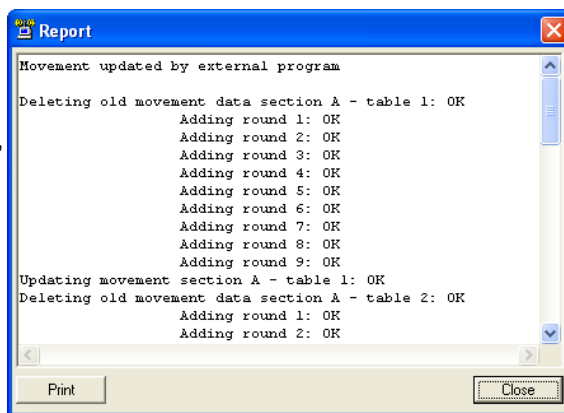 Report
Movement updated by external program
Deleting old movement data section A - table 1: OK
Adding round 1: OK
Adding round 2: OK
Adding round 3: OK
Adding round 4: OK
Adding round 5: OK
Adding round 6: OK
Adding round 7: OK
Adding round 8: OK
Adding round 9: OK
Updating movement section A - table 1: OK
Deleting old movement data section A - table 2: OK
Adding round 1: OK
Adding round 2: OK
Print
Close